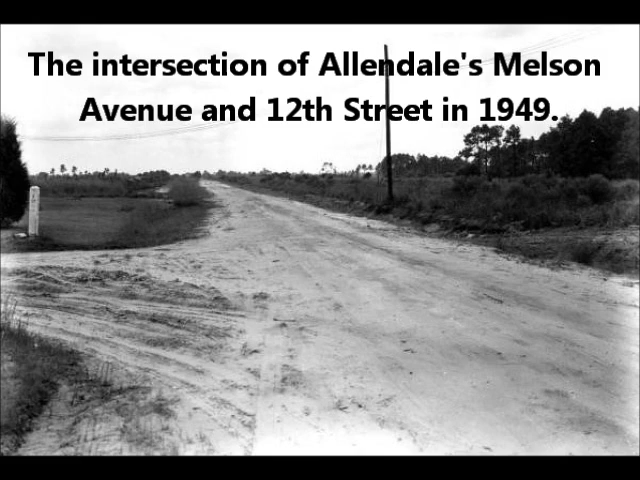 The intersection of Allendale's Melson
Avenue and 12th Street in 1949.